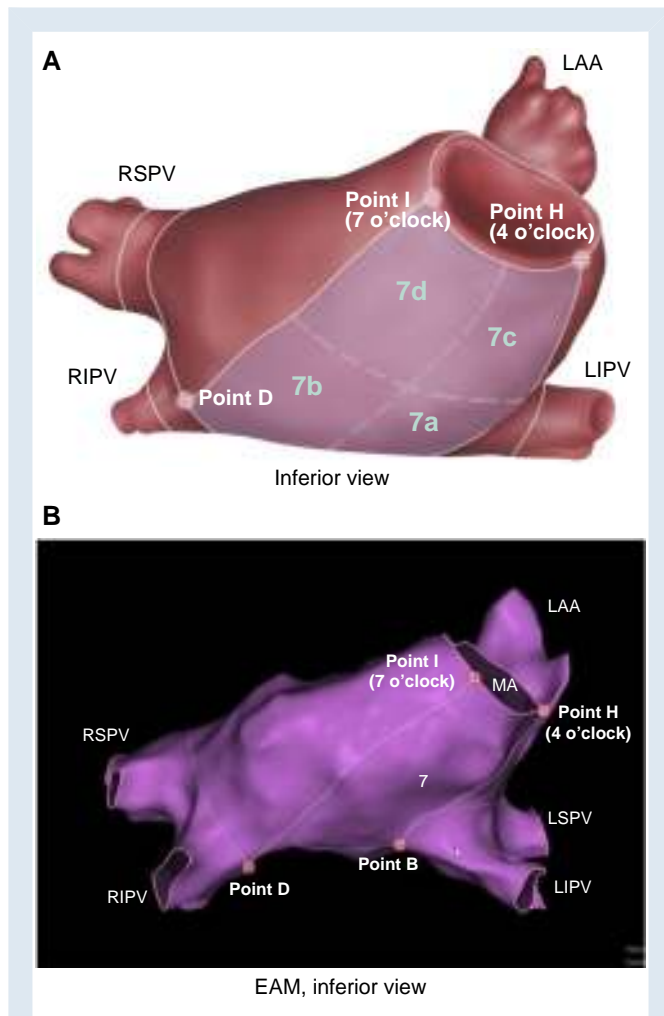 A
LAA
RSPV
Point I
(7 o'clock)
Point H
(4 o'clock)
7d
7c
RIPV
LIPV
7b
Point D
7a
Inferior view
B
LAA
Point I
(7 o'clock)
MA
Point H
(4 o'clock)
RSPV
7
LSPV
Point B
Point D
RIPV
LIPV
EAM, inferior view